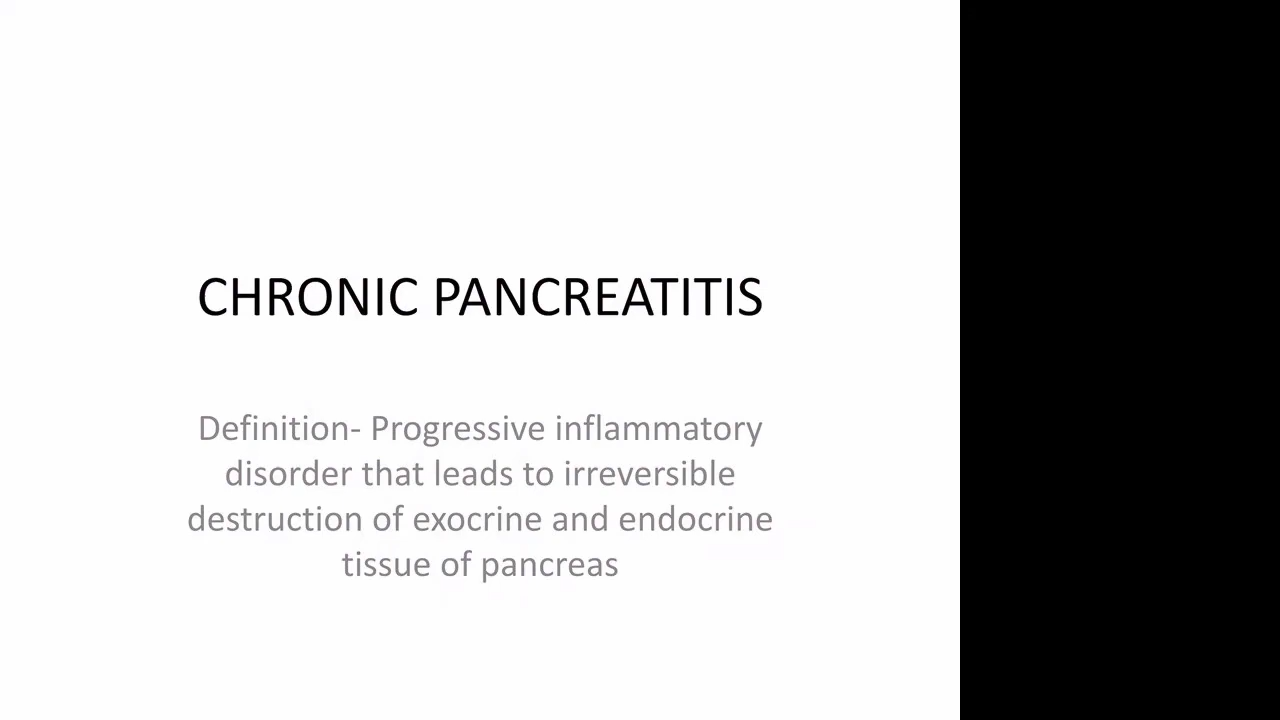 CHRONIC PANCREATITIS
Definition- Progressive inflammatory
disorder that leads to irreversible
destruction of exocrine and endocrine
tissue of pancreas